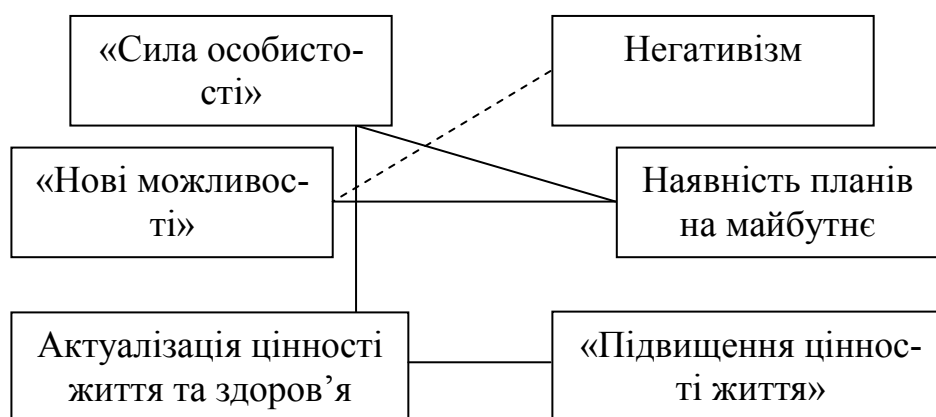 «Сила особисто-
сті»
Негативізм
«Нові можливос-
ті»
Наявність планів
на майбутнє
Актуалізація цінності
життя та здоров’я
«Підвищення ціннос-
ті життя»